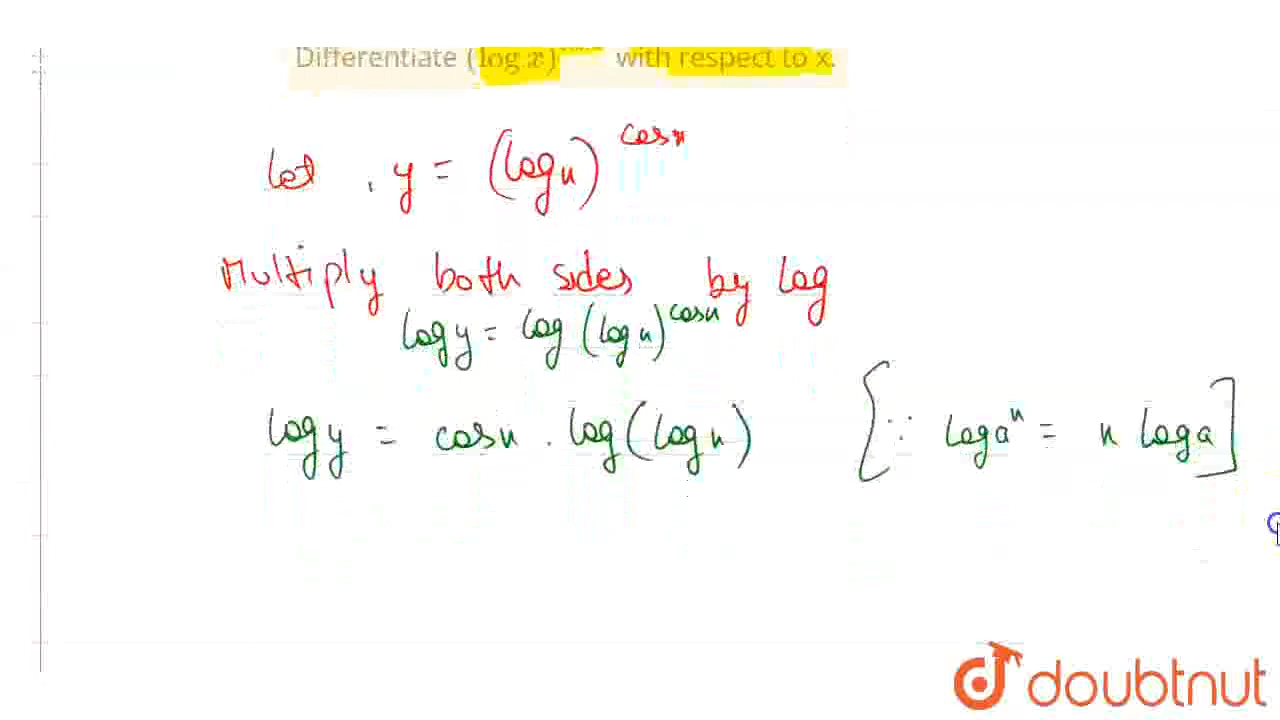 Differentiate (log x) with respect to x.
let , y = (log x)^cos x
Multiply both sides by log
log y = log (log x)^cos x
log y = cos x . log (log x) [∵ log a^x = x log a]
doubtnut